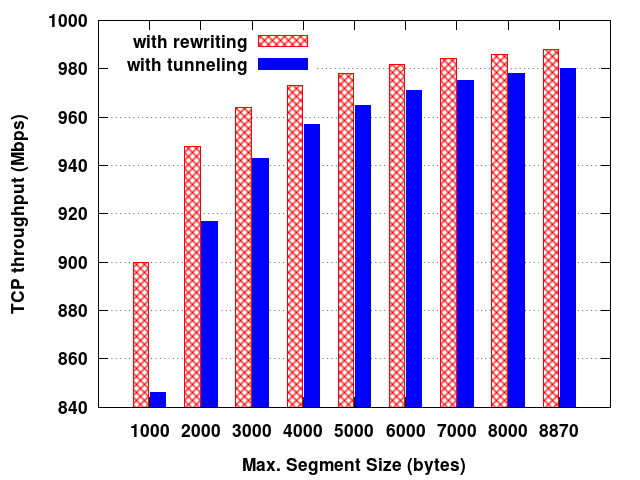 1000
980
960
940
920
900
880
860
840
TCP throughput (Mbps)
with rewriting
with tunneling
1000 2000 3000 4000 5000 6000 7000 8000 8870
Max. Segment Size (bytes)